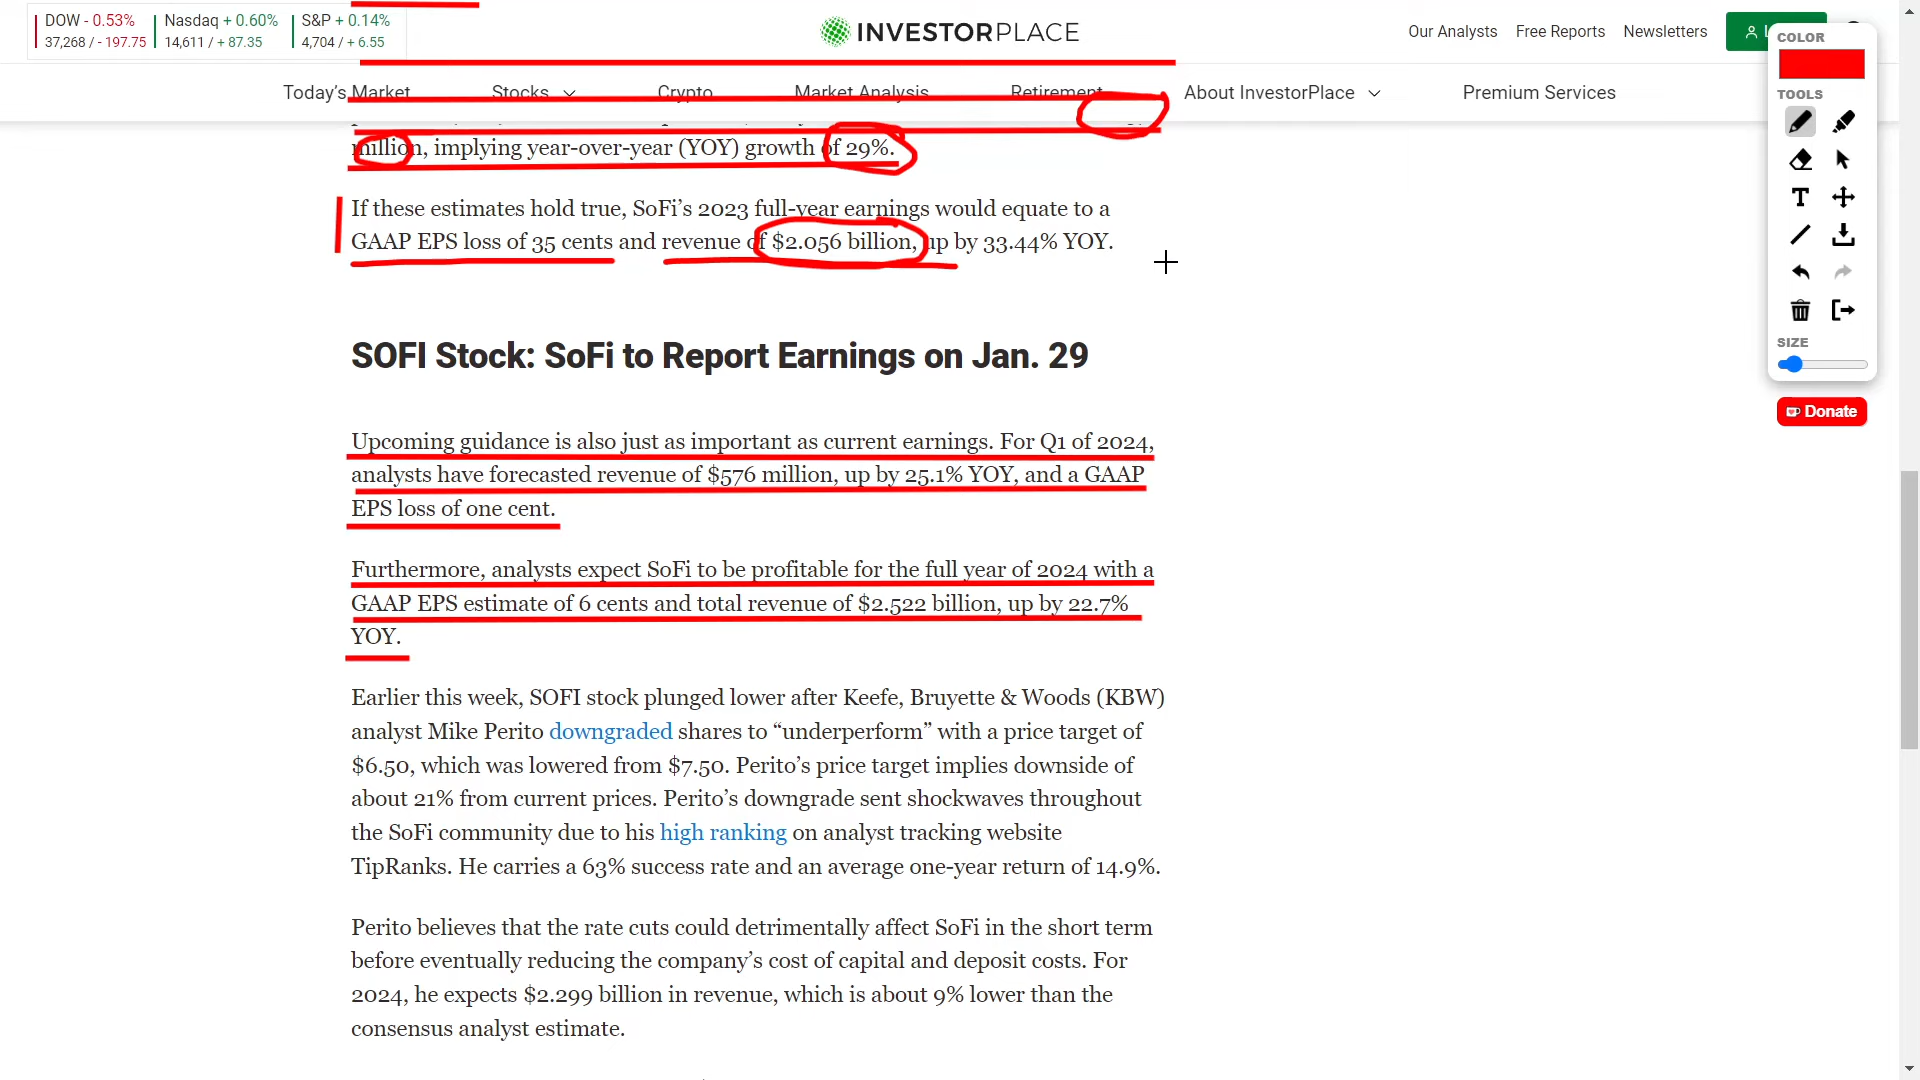 DOW - 0.53%
37,268 / - 197.75
Nasdaq + 0.60%
14,611 / + 87.35
S&P + 0.14%
4,704 / + 6.55
INVESTORPLACE
Our Analysts
Free Reports
Newsletters
Today's Market
Stocks
Crypto
Market Analysis
Retirement
About InvestorPlace
Premium Services
COLOR
TOOLS
T
SIZE
Donate
million, implying year-over-year (YOY) growth of 29%.
If these estimates hold true, SoFi’s 2023 full-year earnings would equate to a
GAAP EPS loss of 35 cents and revenue of $2.056 billion, up by 33.44% YOY.
SOFI Stock: SoFi to Report Earnings on Jan. 29
Upcoming guidance is also just as important as current earnings. For Q1 of 2024,
analysts have forecasted revenue of $576 million, up by 25.1% YOY, and a GAAP
EPS loss of one cent.
Furthermore, analysts expect SoFi to be profitable for the full year of 2024 with a
GAAP EPS estimate of 6 cents and total revenue of $2.522 billion, up by 22.7%
YOY.
Earlier this week, SOFI stock plunged lower after Keefe, Bruyette & Woods (KBW)
analyst Mike Perito downgraded shares to “underperform” with a price target of
$6.50, which was lowered from $7.50. Perito’s price target implies downside of
about 21% from current prices. Perito’s downgrade sent shockwaves throughout
the SoFi community due to his high ranking on analyst tracking website
TipRanks. He carries a 63% success rate and an average one-year return of 14.9%.
Perito believes that the rate cuts could detrimentally affect SoFi in the short term
before eventually reducing the company’s cost of capital and deposit costs. For
2024, he expects $2.299 billion in revenue, which is about 9% lower than the
consensus analyst estimate.